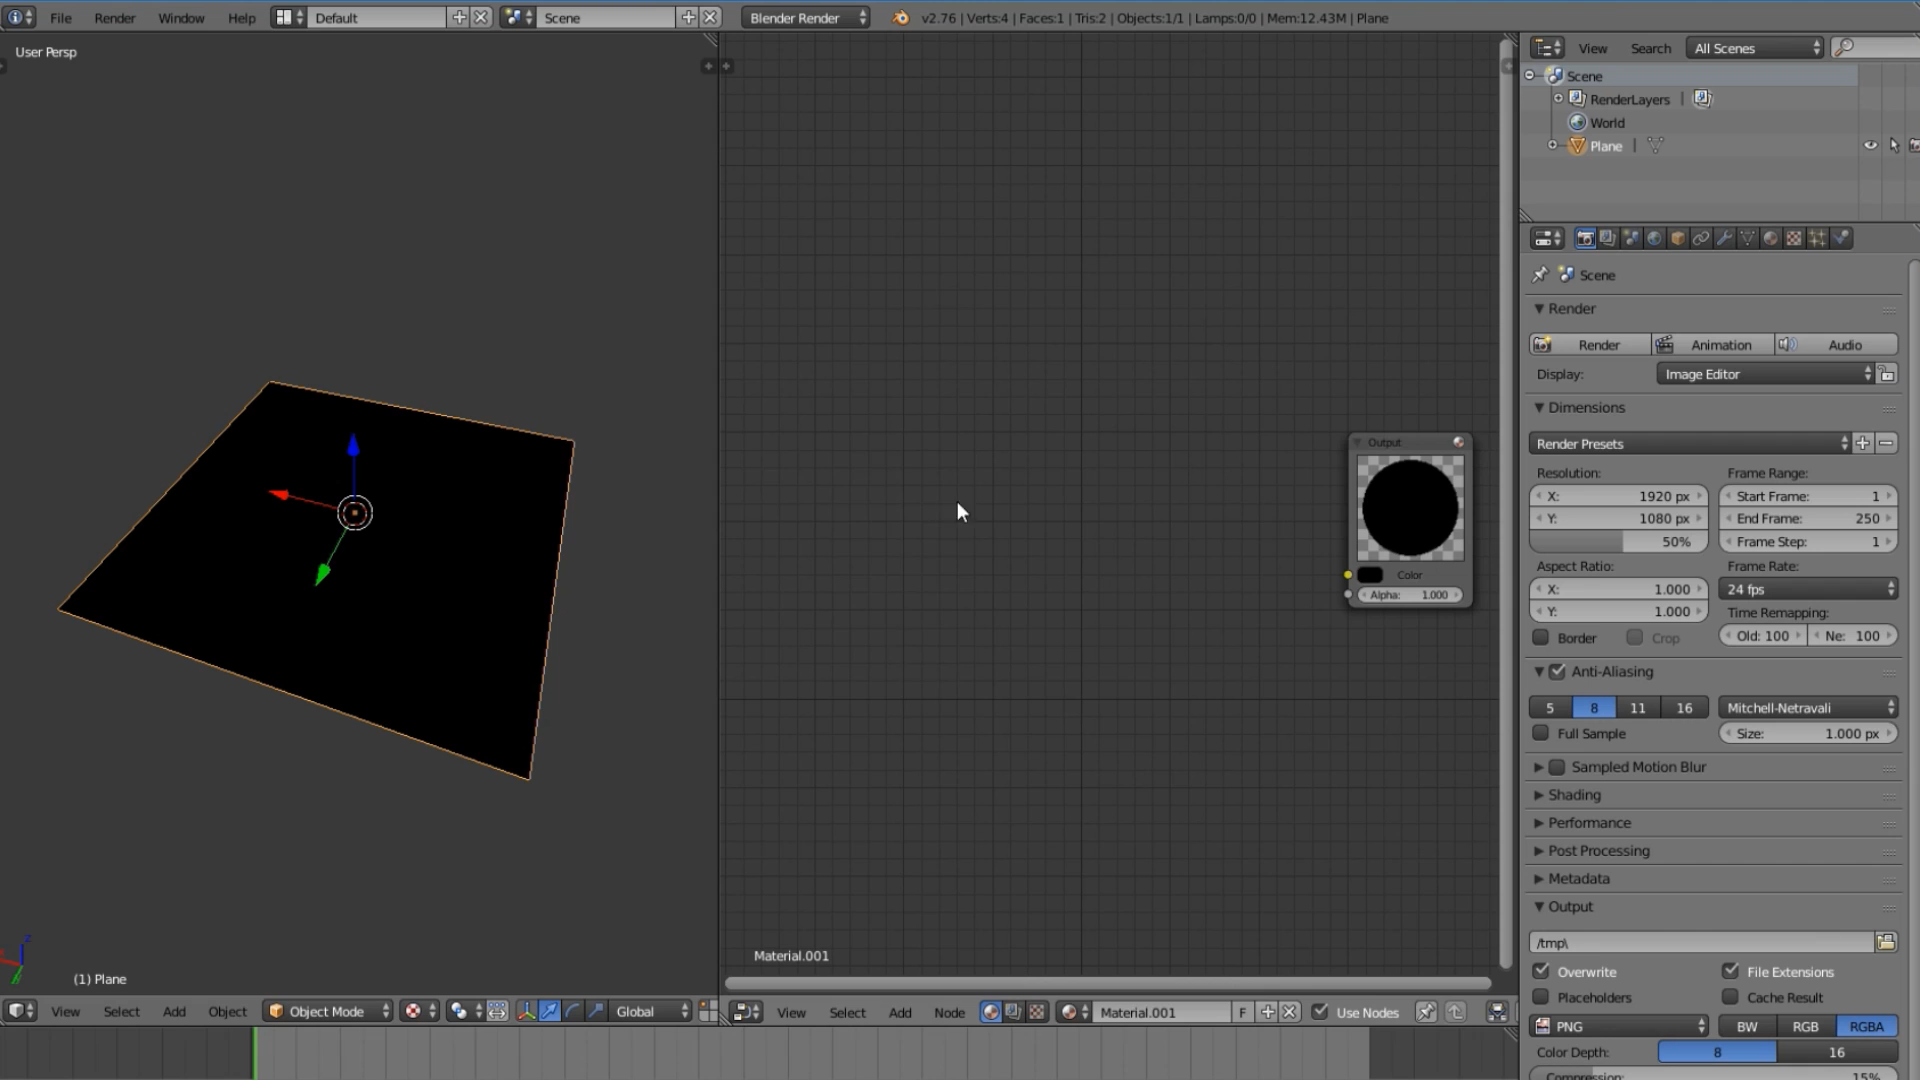 File Render Window Help Default Scene Blender Render v2.76 | Verts:4 | Faces:1 | Tris:2 | Objects:1/1 | Lamps:0/0 | Mem:12.43M | Plane
User Persp
View Search All Scenes
Scene
RenderLayers |
World
Plane |
Scene
Render
Render Animation Audio
Display: Image Editor
Dimensions
Render Presets
Resolution: Frame Range:
X: 1920 px Start Frame: 1
Y: 1080 px End Frame: 250
50% Frame Step: 1
Aspect Ratio: Frame Rate:
X: 1.000 24 fps
Y: 1.000 Time Remapping:
Border Crop Old: 100 Ne: 100
Anti-Aliasing
5 8 11 16 Mitchell-Netravali
Full Sample Size: 1.000 px
Sampled Motion Blur
Shading
Performance
Post Processing
Metadata
Output
/tmp\
Overwrite File Extensions
Placeholders Cache Result
PNG BW RGB RGBA
Color Depth: 8 16
Compression: 15%
Output
Color
Alpha: 1.000
Material.001
z
(1) Plane
View Select Add Object Object Mode Global
View Select Add Node Material.001 F Use Nodes